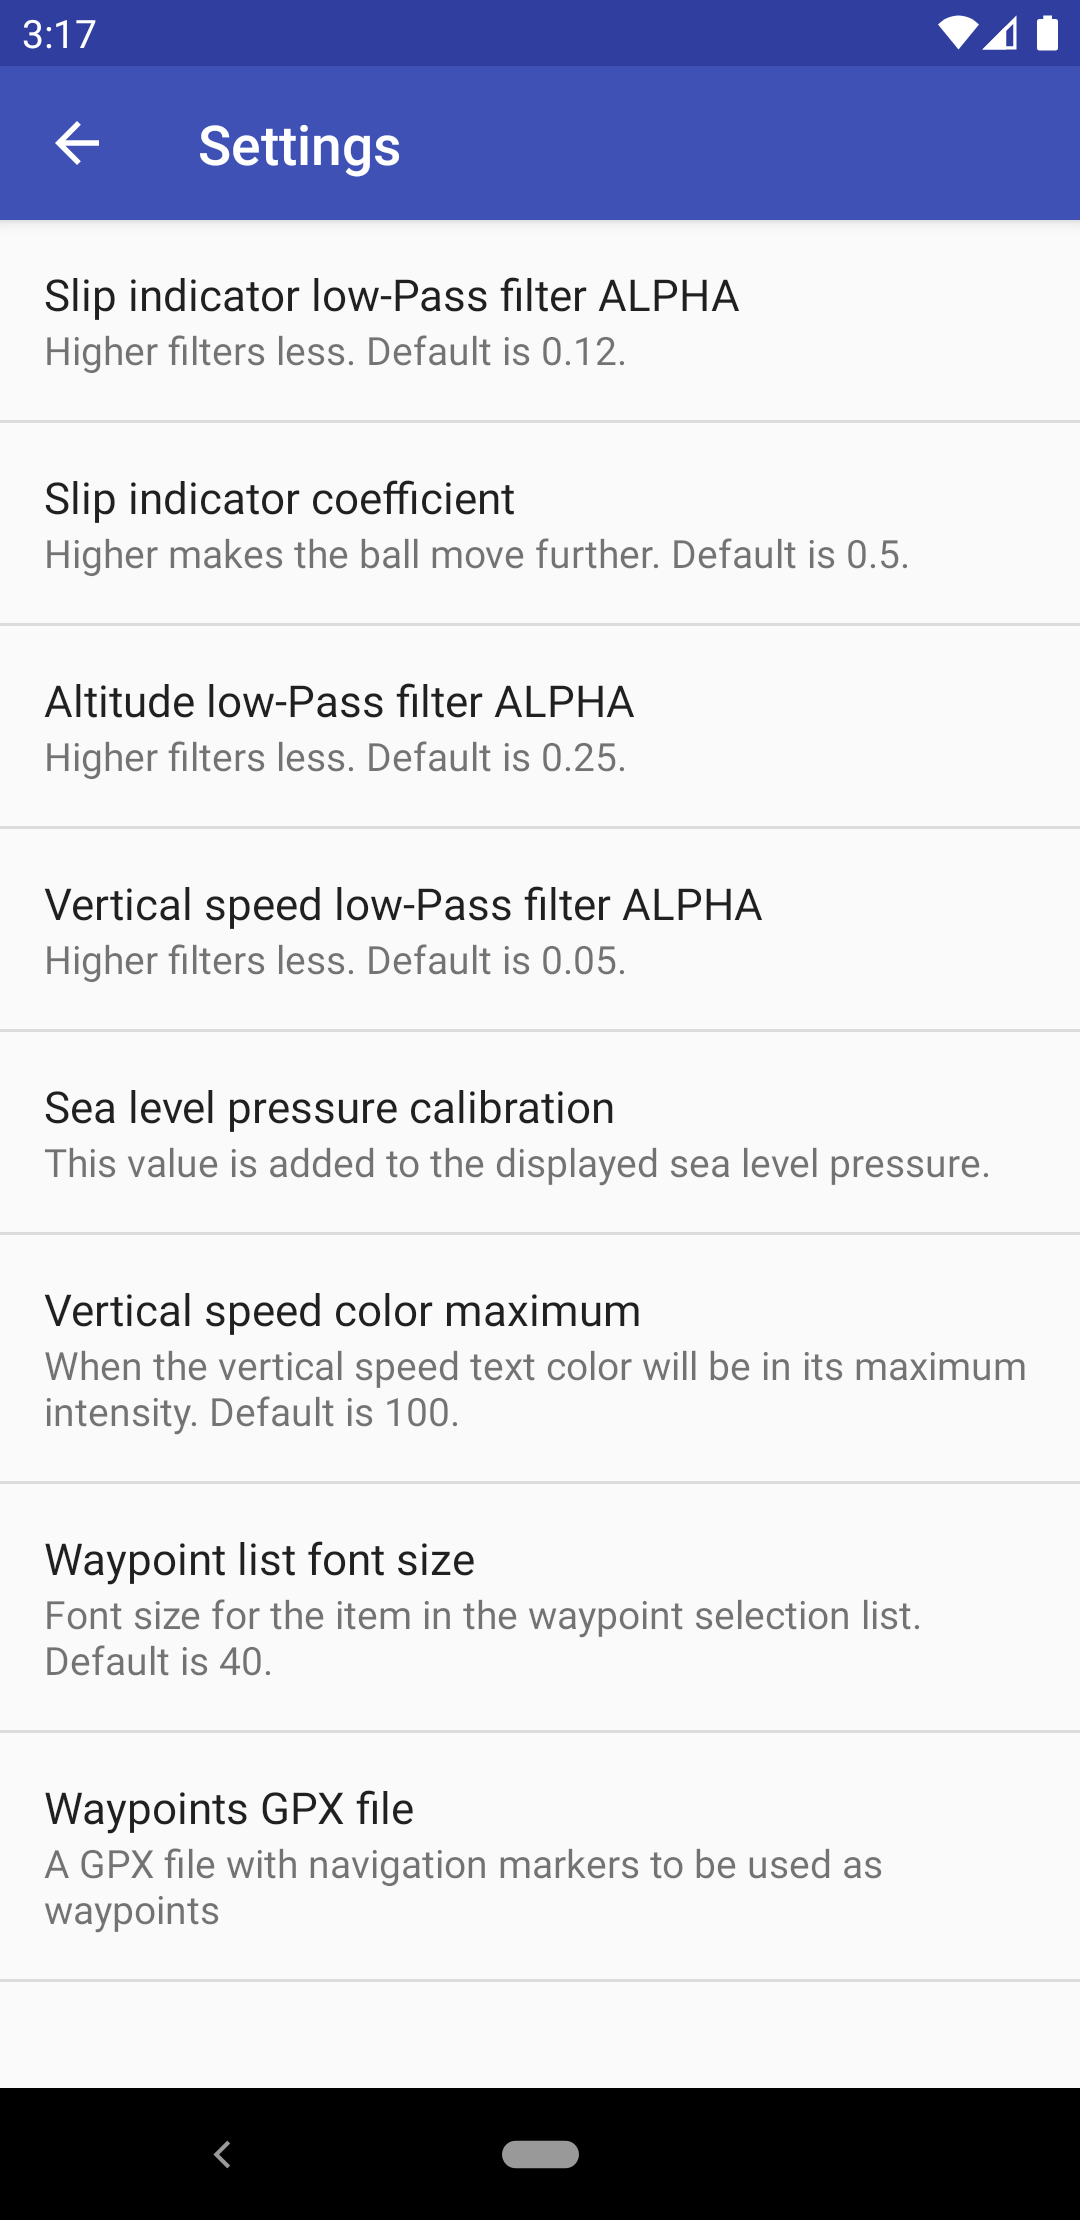 3:17
Settings
Slip indicator low-Pass filter ALPHA
Higher filters less. Default is 0.12.
Slip indicator coefficient
Higher makes the ball move further. Default is 0.5.
Altitude low-Pass filter ALPHA
Higher filters less. Default is 0.25.
Vertical speed low-Pass filter ALPHA
Higher filters less. Default is 0.05.
Sea level pressure calibration
This value is added to the displayed sea level pressure.
Vertical speed color maximum
When the vertical speed text color will be in its maximum
intensity. Default is 100.
Waypoint list font size
Font size for the item in the waypoint selection list.
Default is 40.
Waypoints GPX file
A GPX file with navigation markers to be used as
waypoints